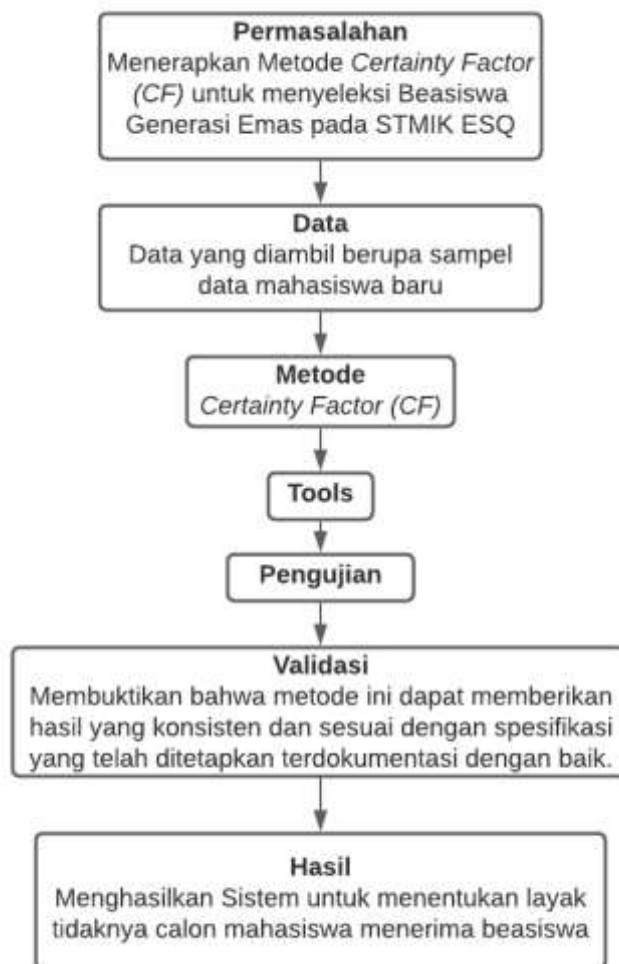 Permasalahan
Menerapkan Metode Certainty Factor
(CF) untuk menyeleksi Beasiswa
Generasi Emas pada STMIK ESQ
Data
Data yang diambil berupa sampel
data mahasiswa baru
Metode
Certainty Factor (CF)
Tools
Pengujian
Validasi
Membuktikan bahwa metode ini dapat memberikan
hasil yang konsisten dan sesuai dengan spesifikasi
yang telah ditetapkan terdokumentasi dengan baik.
Hasil
Menghasilkan Sistem untuk menentukan layak
tidaknya calon mahasiswa menerima beasiswa